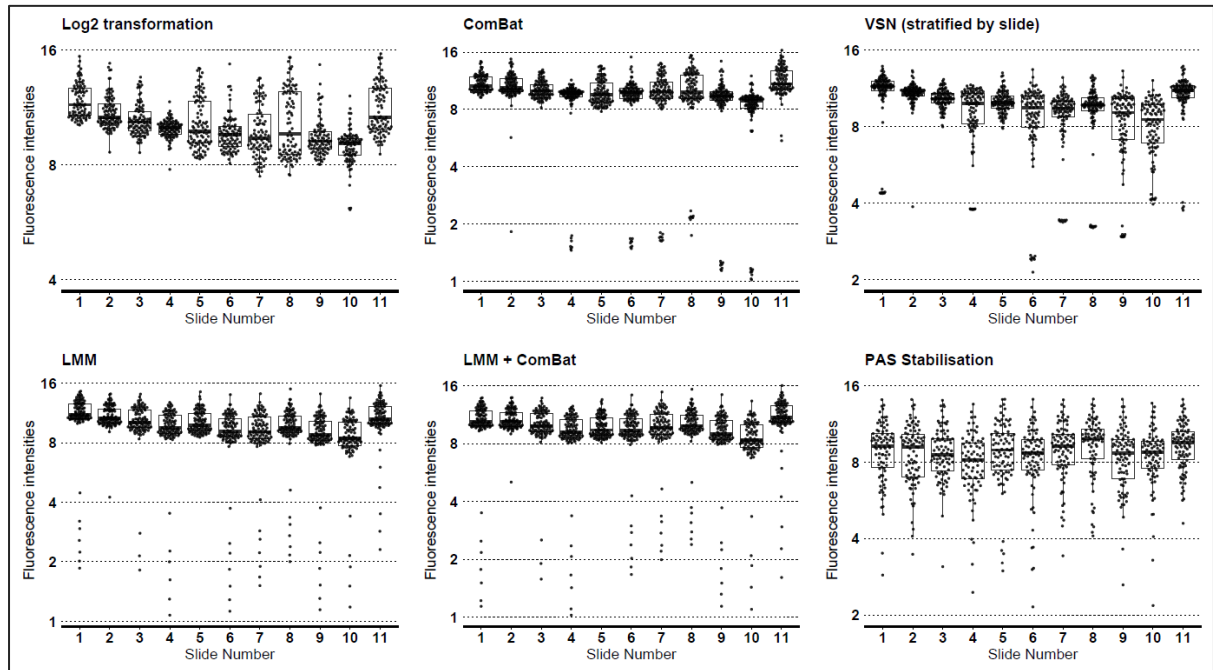 Log2 transformation
Fluorescence intensities
16
8
4
1 2 3 4 5 6 7 8 9 10 11
Slide Number
ComBat
Fluorescence intensities
16
8
4
2
1
1 2 3 4 5 6 7 8 9 10 11
Slide Number
VSN (stratified by slide)
Fluorescence intensities
16
8
4
2
1 2 3 4 5 6 7 8 9 10 11
Slide Number
LMM
Fluorescence intensities
16
8
4
2
1
1 2 3 4 5 6 7 8 9 10 11
Slide Number
LMM + ComBat
Fluorescence intensities
16
8
4
2
1
1 2 3 4 5 6 7 8 9 10 11
Slide Number
PAS Stabilisation
Fluorescence intensities
16
8
4
2
1 2 3 4 5 6 7 8 9 10 11
Slide Number